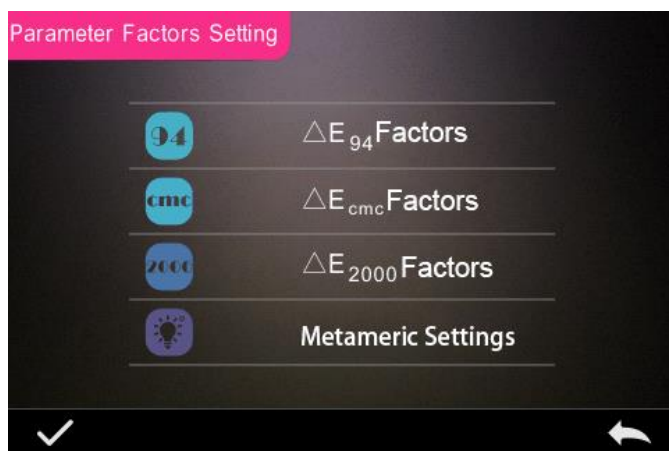 Parameter Factors Setting
94 △E94Factors
cmc △EcmcFactors
2000 △E2000Factors
Metameric Settings